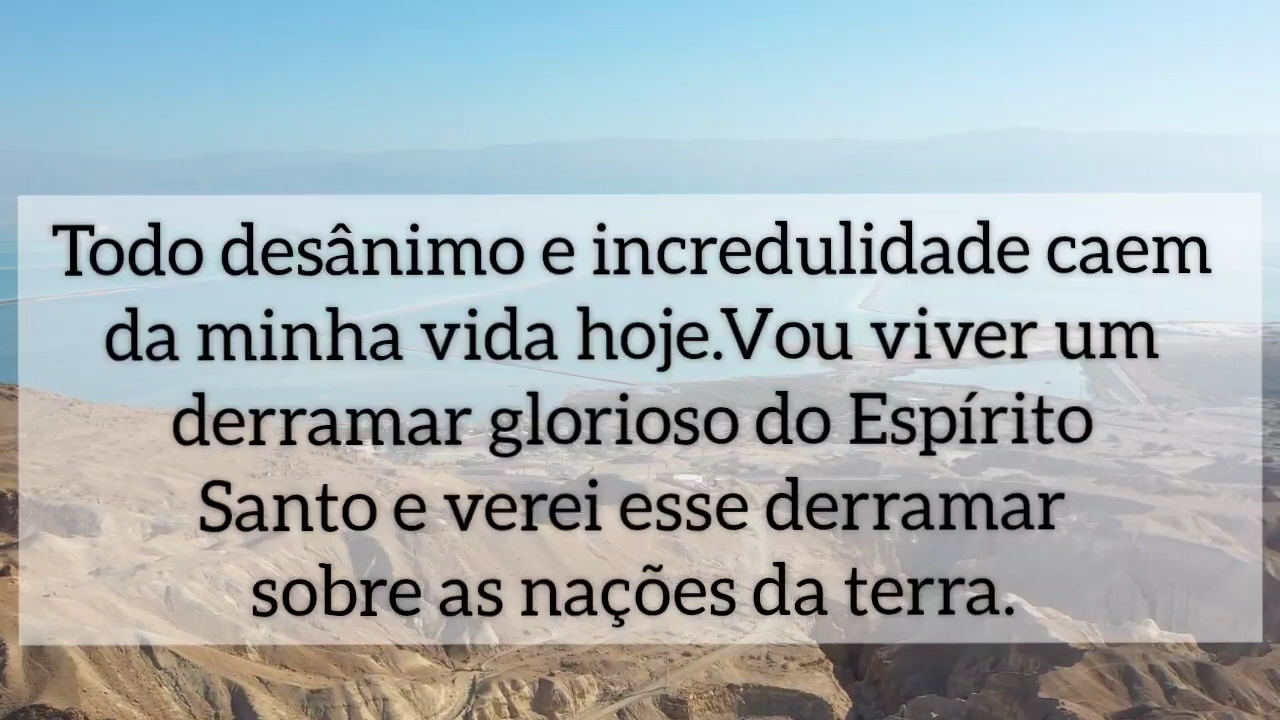 Todo desânimo e incredulidade caem
da minha vida hoje.Vou viver um
derramar glorioso do Espírito
Santo e verei esse derramar
sobre as nações da terra.